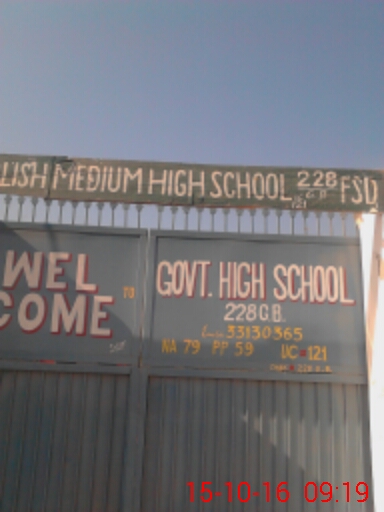 LISH MEDIUM HIGH SCHOOL 228 G.B. FSD
121
WEL
COME
TO
GOVT. HIGH SCHOOL
228 G.B.
33130365
NA 79 PP 59 UC=121
15-10-16 09:19